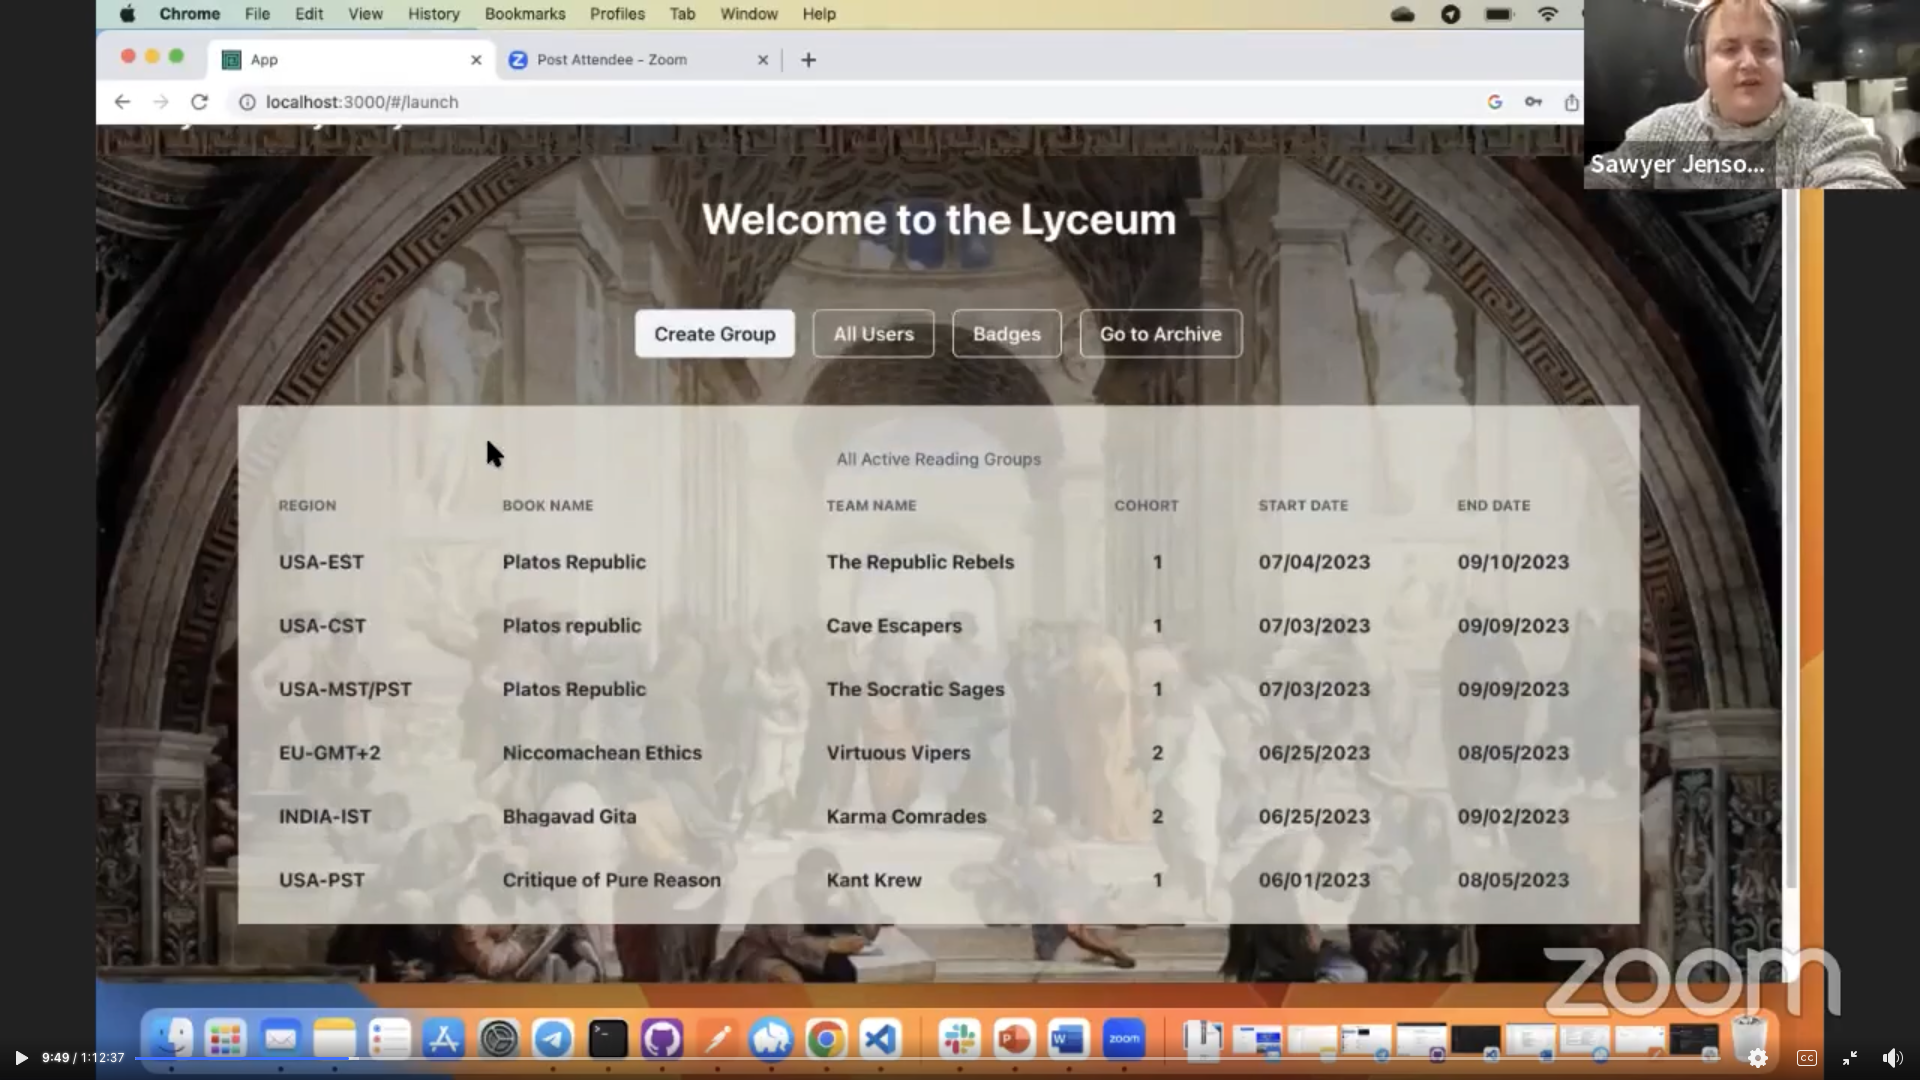 Chrome File Edit View History Bookmarks Profiles Tab Window Help
App
Post Attendee - Zoom
localhost:3000/#/launch
Sawyer Jenso...
Welcome to the Lyceum
Create Group All Users Badges Go to Archive
All Active Reading Groups
REGION BOOK NAME TEAM NAME COHORT START DATE END DATE
USA-EST Platos Republic The Republic Rebels 1 07/04/2023 09/10/2023
USA-CST Platos republic Cave Escapers 1 07/03/2023 09/09/2023
USA-MST/PST Platos Republic The Socratic Sages 1 07/03/2023 09/09/2023
EU-GMT+2 Niccomachean Ethics Virtuous Vipers 2 06/25/2023 08/05/2023
INDIA-IST Bhagavad Gita Karma Comrades 2 06/25/2023 09/02/2023
USA-PST Critique of Pure Reason Kant Krew 1 06/01/2023 08/05/2023
zoom
zoom
9:49 / 1:12:37
CC